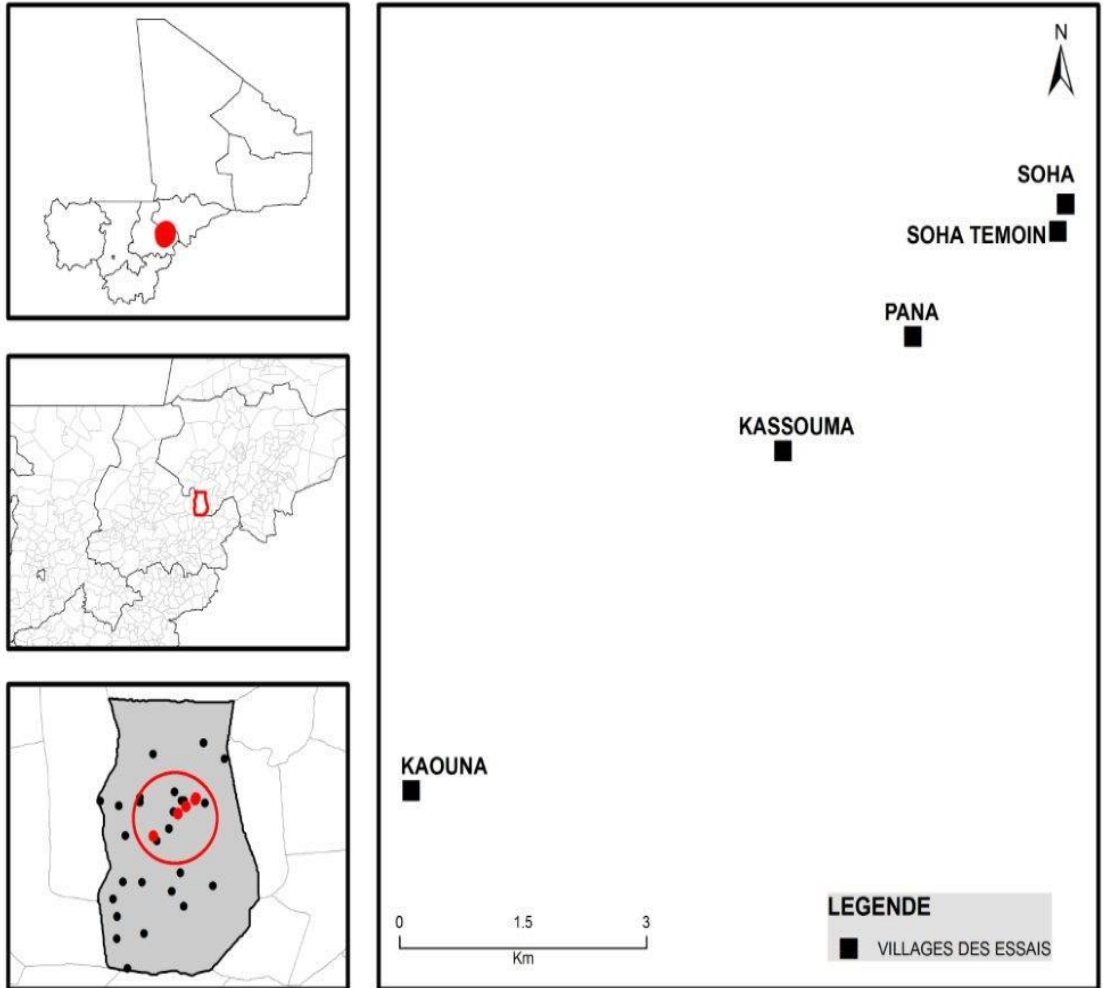 N
SOHA
SOHA TEMOIN
PANA
KASSOUMA
KAOUNA
0 1.5 3
Km
LEGENDE
VILLAGES DES ESSAIS